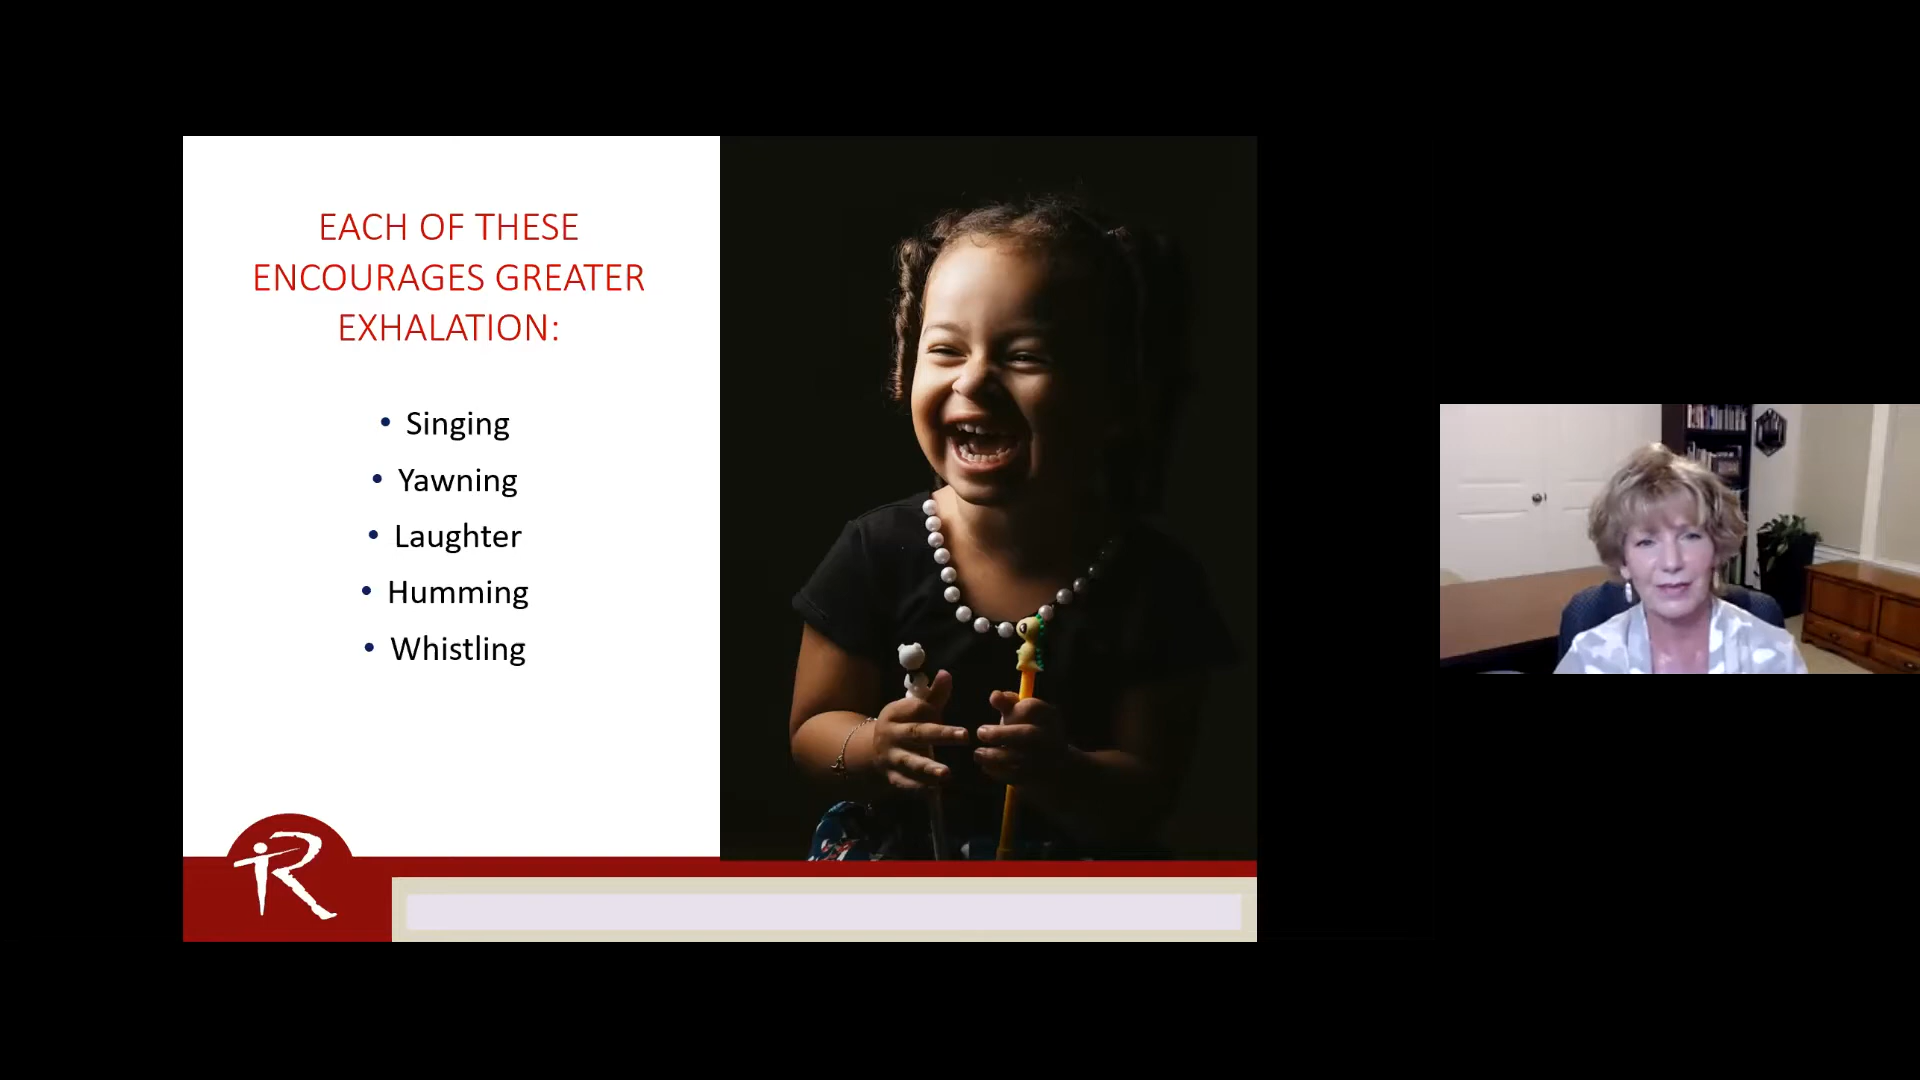 EACH OF THESE
ENCOURAGES GREATER
EXHALATION:
• Singing
• Yawning
• Laughter
• Humming
• Whistling
R